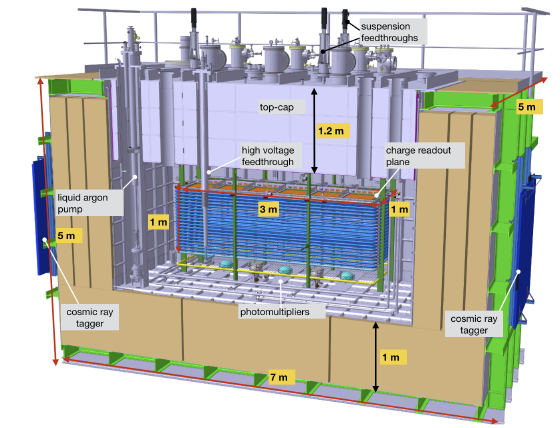 suspension
feedthroughs
top-cap
5 m
1.2 m
high voltage
feedthrough
charge readout
plane
liquid argon
pump
3 m
1 m
1 m
5 m
cosmic ray
tagger
photomultipliers
cosmic ray
tagger
1 m
7 m